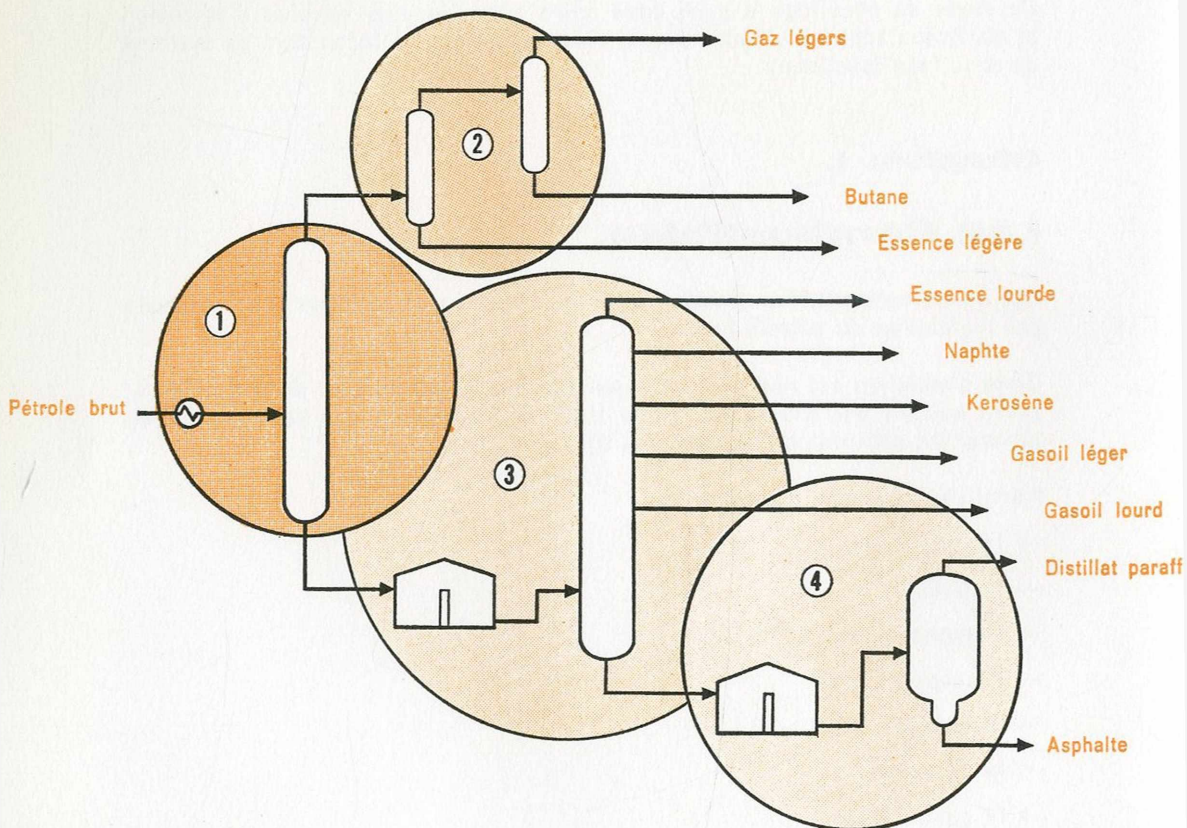 Gaz légers
2
Butane
Essence légère
Essence lourde
1
Naphte
Pétrole brut
Kerosène
Gasoil léger
3
Gasoil lourd
4
Distillat paraff
Asphalte